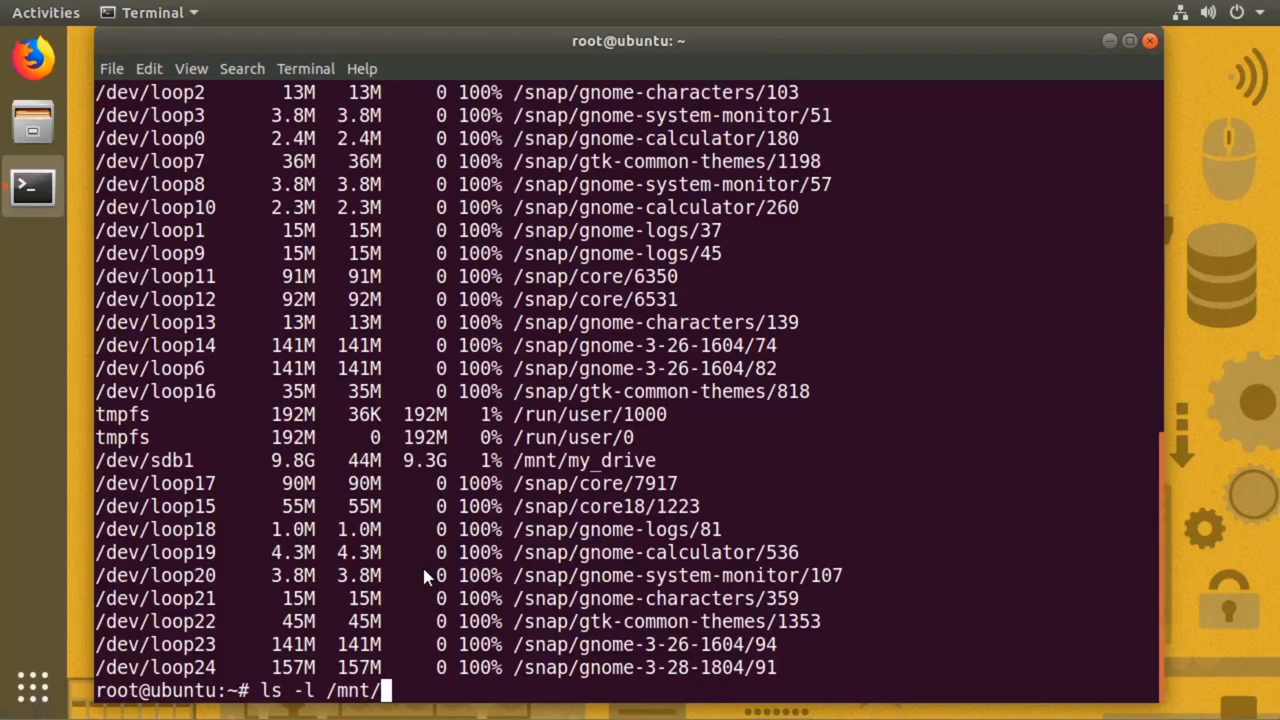 Activities Terminal
root@ubuntu: ~
File Edit View Search Terminal Help
/dev/loop2 13M 13M 0 100% /snap/gnome-characters/103
/dev/loop3 3.8M 3.8M 0 100% /snap/gnome-system-monitor/51
/dev/loop0 2.4M 2.4M 0 100% /snap/gnome-calculator/180
/dev/loop7 36M 36M 0 100% /snap/gtk-common-themes/1198
/dev/loop8 3.8M 3.8M 0 100% /snap/gnome-system-monitor/57
/dev/loop10 2.3M 2.3M 0 100% /snap/gnome-calculator/260
/dev/loop1 15M 15M 0 100% /snap/gnome-logs/37
/dev/loop9 15M 15M 0 100% /snap/gnome-logs/45
/dev/loop11 91M 91M 0 100% /snap/core/6350
/dev/loop12 92M 92M 0 100% /snap/core/6531
/dev/loop13 13M 13M 0 100% /snap/gnome-characters/139
/dev/loop14 141M 141M 0 100% /snap/gnome-3-26-1604/74
/dev/loop6 141M 141M 0 100% /snap/gnome-3-26-1604/82
/dev/loop16 35M 35M 0 100% /snap/gtk-common-themes/818
tmpfs 192M 36K 192M 1% /run/user/1000
tmpfs 192M 0 192M 0% /run/user/0
/dev/sdb1 9.8G 44M 9.3G 1% /mnt/my_drive
/dev/loop17 90M 90M 0 100% /snap/core/7917
/dev/loop15 55M 55M 0 100% /snap/core18/1223
/dev/loop18 1.0M 1.0M 0 100% /snap/gnome-logs/81
/dev/loop19 4.3M 4.3M 0 100% /snap/gnome-calculator/536
/dev/loop20 3.8M 3.8M 0 100% /snap/gnome-system-monitor/107
/dev/loop21 15M 15M 0 100% /snap/gnome-characters/359
/dev/loop22 45M 45M 0 100% /snap/gtk-common-themes/1353
/dev/loop23 141M 141M 0 100% /snap/gnome-3-26-1604/94
/dev/loop24 157M 157M 0 100% /snap/gnome-3-28-1804/91
root@ubuntu:~# ls -l /mnt/